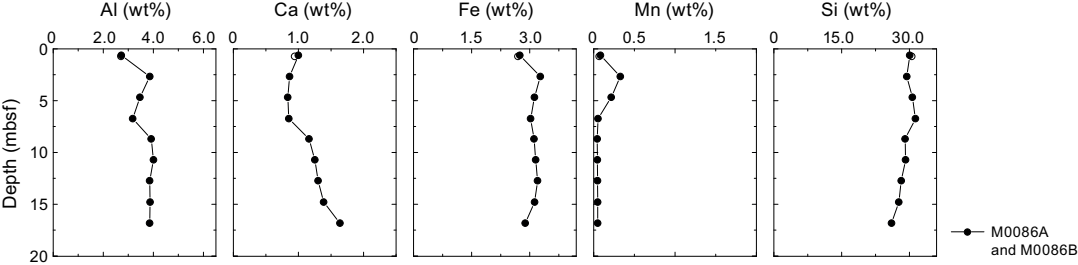 Al (wt%) Ca (wt%) Fe (wt%) Mn (wt%) Si (wt%)
0 2.0 4.0 6.0 0 1.0 2.0 0 1.5 3.0 0 0.5 1.5 0 15.0 30.0
0
5
10
15
20
Depth (mbsf)
M0086A
and M0086B